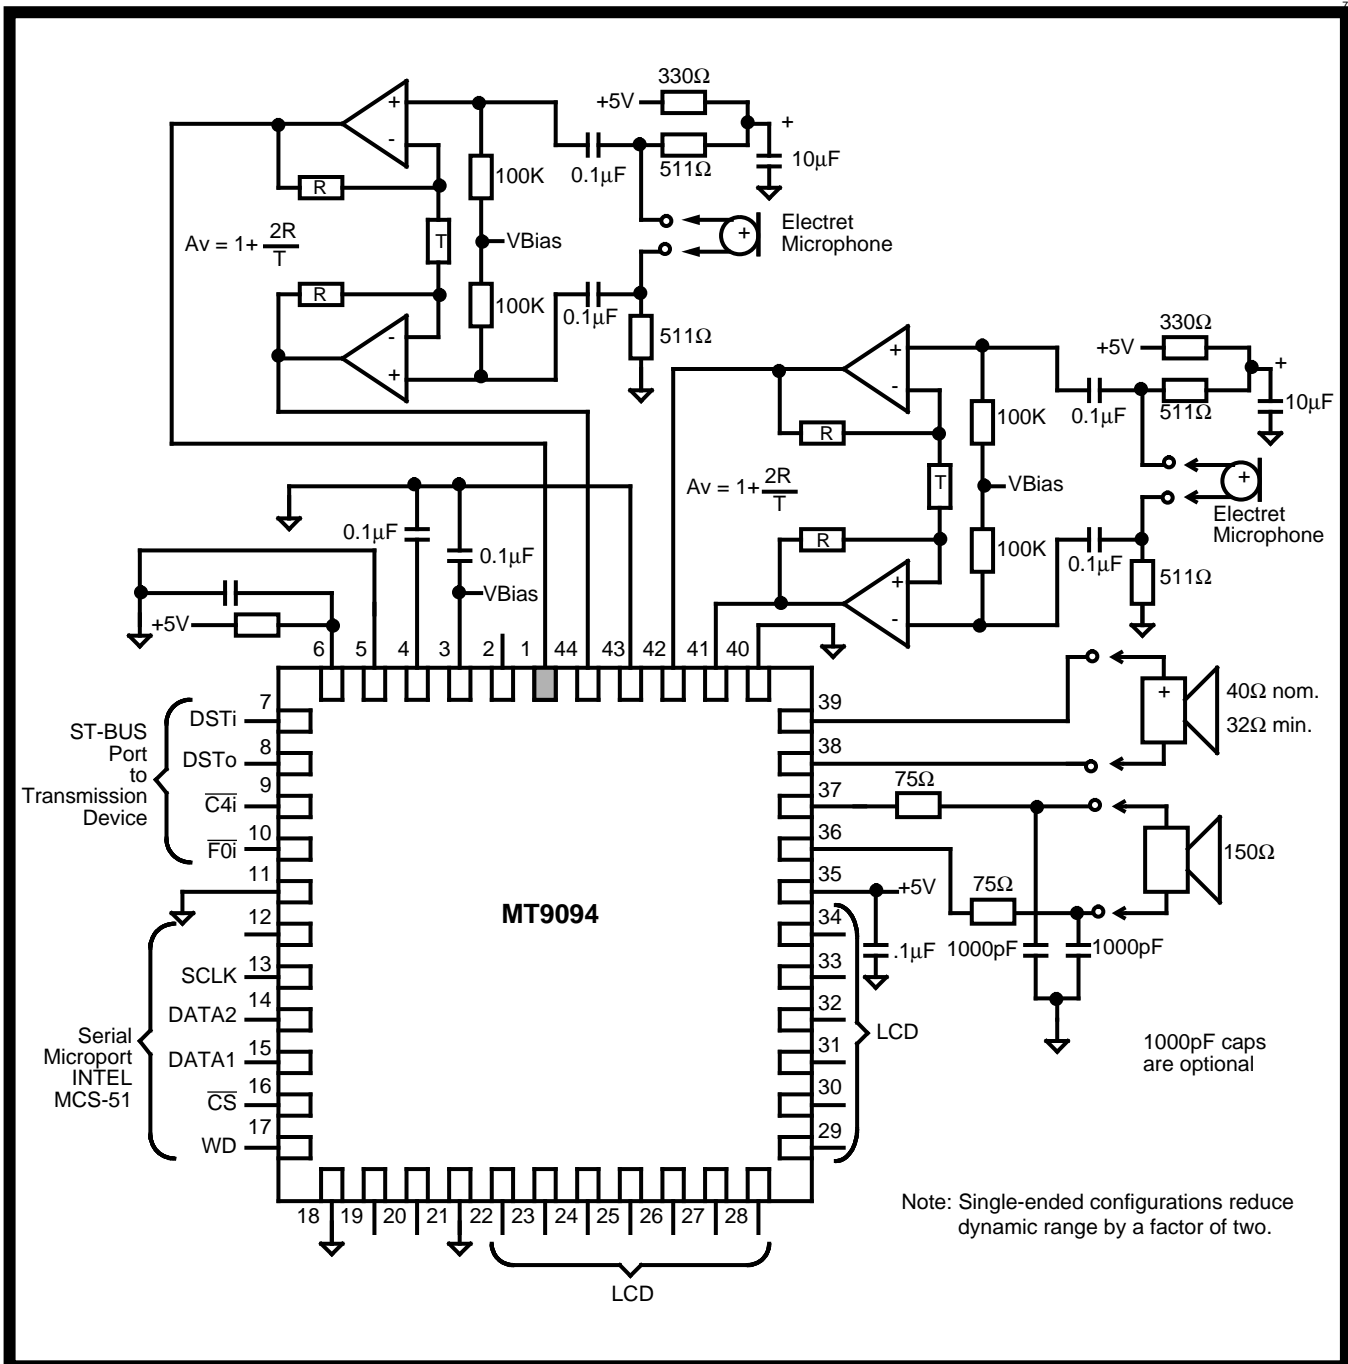 330Ω
+5V
+
511Ω
10µF
0.1µF
+
-
100K
R
T
VBias
Av = 1+ 2R
T
+
Electret
Microphone
R
100K
0.1µF
511Ω
-
+
330Ω
+5V
+
511Ω
10µF
0.1µF
+
-
100K
R
T
VBias
Av = 1+ 2R
T
+
Electret
Microphone
R
100K
0.1µF
511Ω
+
-
0.1µF
0.1µF
VBias
+5V
6 5 4 3 2 1 44 43 42 41 40
ST-BUS
Port
to
Transmission
Device
7
DSTi
8
DSTo
9
C4i
10
F0i
11
12
13
SCLK
14
DATA2
15
DATA1
16
CS
17
WD
Serial
Microport
INTEL
MCS-51
MT9094
39
38
37
36
35
34
33
32
31
30
29
+
40Ω nom.
32Ω min.
75Ω
150Ω
75Ω
+5V
.1µF
1000pF
1000pF
LCD
1000pF caps
are optional
18 19 20 21 22 23 24 25 26 27 28
LCD
Note: Single-ended configurations reduce
dynamic range by a factor of two.